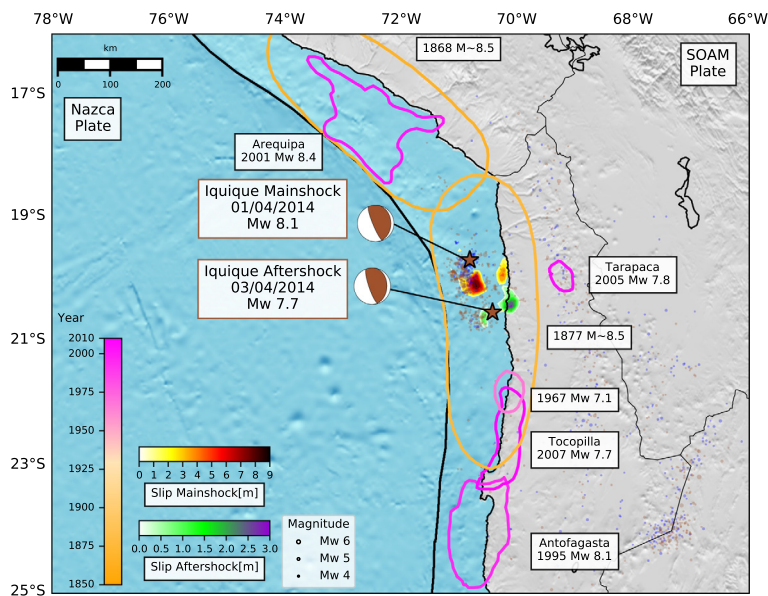 78°W 76°W 74°W 72°W 70°W 68°W 66°W
1868 M~8.5
km
0 100 200
SOAM
Plate
17°S
Nazca
Plate
Arequipa
2001 Mw 8.4
Iquique Mainshock
01/04/2014
Mw 8.1
19°S
Iquique Aftershock
03/04/2014
Mw 7.7
Tarapaca
2005 Mw 7.8
Year
2010
2000
1975
1950
1925
1900
1875
1850
21°S
1877 M~8.5
1967 Mw 7.1
Tocopilla
2007 Mw 7.7
23°S
0 1 2 3 4 5 6 8 9
Slip Mainshock[m]
0.0 0.5 1.0 1.5 2.0 2.5 3.0
Slip Aftershock[m]
Magnitude
Mw 6
Mw 5
Mw 4
Antofagasta
1995 Mw 8.1
25°S